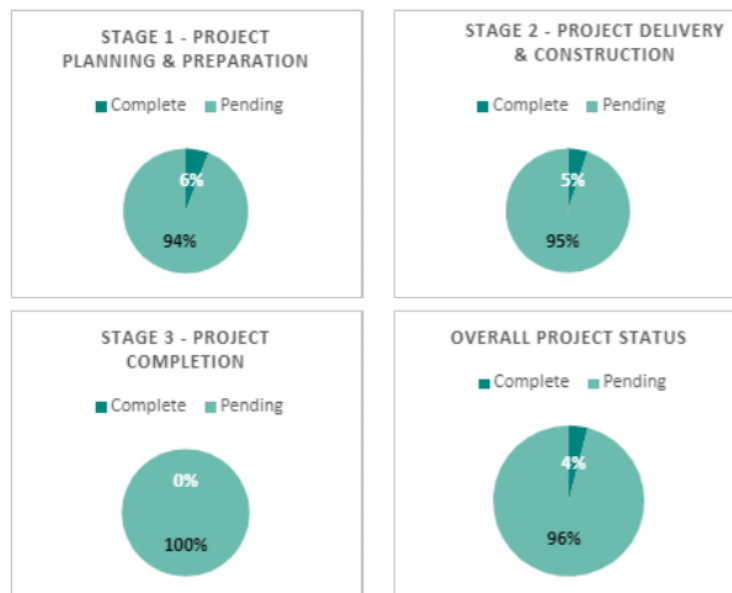 STAGE 1 - PROJECT
PLANNING & PREPARATION
Complete Pending
6%
94%
STAGE 2 - PROJECT DELIVERY
& CONSTRUCTION
Complete Pending
5%
95%
STAGE 3 - PROJECT
COMPLETION
Complete Pending
0%
100%
OVERALL PROJECT STATUS
Complete Pending
4%
96%